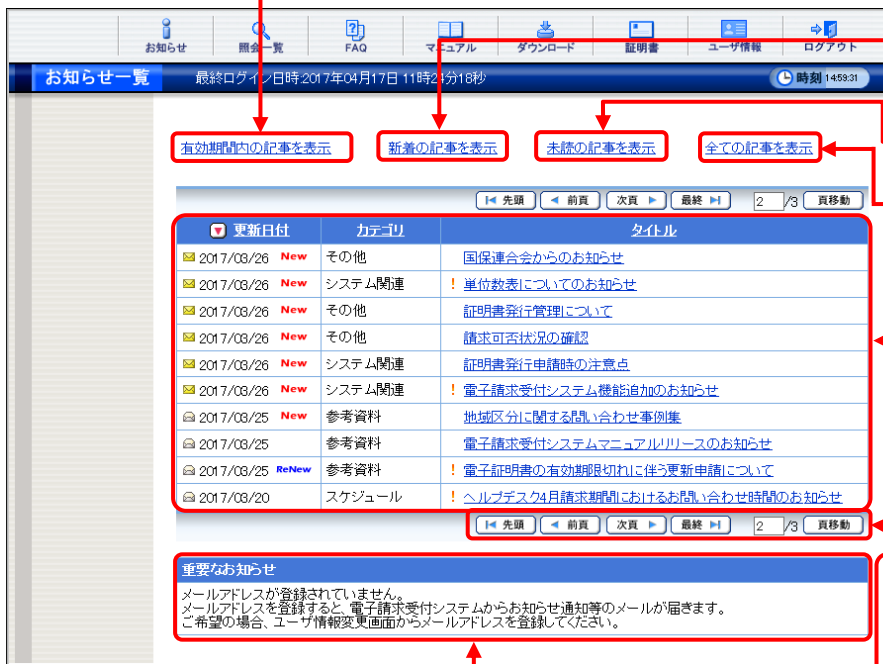 お知らせ 照会一覧 FAQ マニュアル ダウンロード 証明書 ユーザ情報 ログアウト
お知らせ一覧 最終ログイン日時:2017年04月17日 11時24分18秒 時刻 14:59:31
有効期間内の記事を表示 新着の記事を表示 未読の記事を表示 全ての記事を表示
先頭 前頁 次頁 最終 2 /3 頁移動
更新日付 カテゴリ タイトル
2017/03/26 New その他 国保連合会からのお知らせ
2017/03/26 New システム関連 ! 単位数表についてのお知らせ
2017/03/26 New その他 証明書発行管理について
2017/03/26 New その他 請求可否状況の確認
2017/03/26 New システム関連 証明書発行申請時の注意点
2017/03/26 New システム関連 ! 電子請求受付システム機能追加のお知らせ
2017/03/25 New 参考資料 地域区分に関する問い合わせ事例集
2017/03/25 参考資料 電子請求受付システムマニュアルリリースのお知らせ
2017/03/25 ReNew 参考資料 ! 電子証明書の有効期限切れに伴う更新申請について
2017/03/20 スケジュール ! ヘルプデスク4月請求期間におけるお問い合わせ時間のお知らせ
先頭 前頁 次頁 最終 2 /3 頁移動
重要なお知らせ
メールアドレスが登録されていません。
メールアドレスを登録すると、電子請求受付システムからお知らせ通知等のメールが届きます。
ご希望の場合、ユーザ情報変更画面からメールアドレスを登録してください。